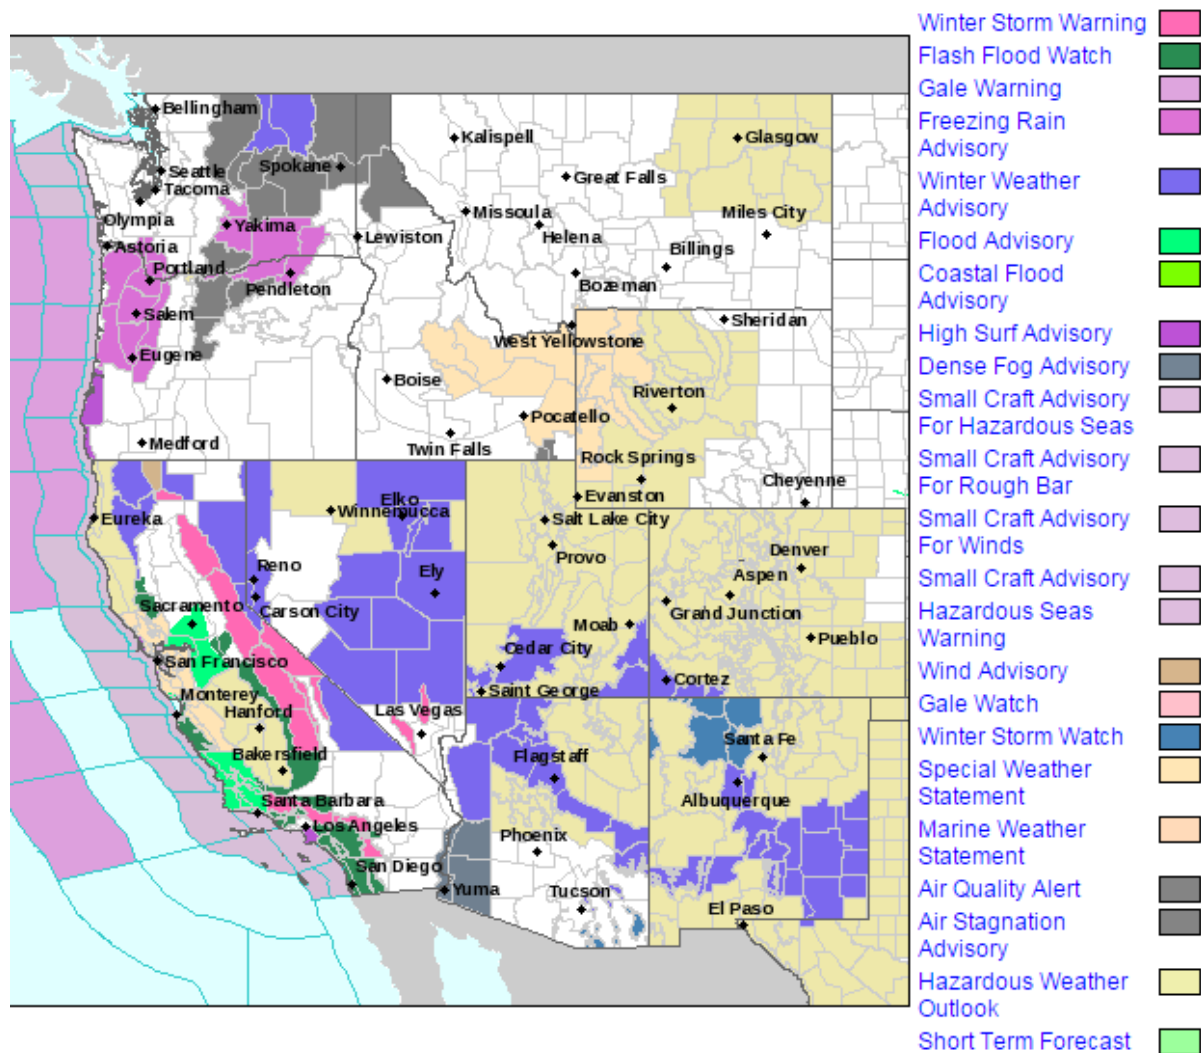 Winter Storm Warning
Flash Flood Watch
Gale Warning
Freezing Rain
Advisory
Winter Weather
Advisory
Flood Advisory
Coastal Flood
Advisory
High Surf Advisory
Dense Fog Advisory
Small Craft Advisory
For Hazardous Seas
Small Craft Advisory
For Rough Bar
Small Craft Advisory
For Winds
Small Craft Advisory
Hazardous Seas
Warning
Wind Advisory
Gale Watch
Winter Storm Watch
Special Weather
Statement
Marine Weather
Statement
Air Quality Alert
Air Stagnation
Advisory
Hazardous Weather
Outlook
Short Term Forecast
Bellingham
Kalispell
Glasgow
Seattle
Spokane
Tacoma
Great Falls
Olympia
Missoula
Miles City
Yakima
Helena
Lewiston
Astoria
Billings
Portland
Pendleton
Bozeman
Salem
Sheridan
West Yellowstone
Eugene
Boise
Riverton
Pocatello
Medford
Twin Falls
Rock Springs
Cheyenne
Elko
Evanston
Winnemucca
Eureka
Salt Lake City
Provo
Denver
Reno
Ely
Aspen
Sacramento
Carson City
Grand Junction
Moab
Pueblo
Cedar City
San Francisco
Cortez
Saint George
Monterey
Hanford
Las Vegas
Santa Fe
Bakersfield
Flagstaff
Santa Barbara
Albuquerque
Los Angeles
Phoenix
San Diego
Yuma
Tucson
El Paso